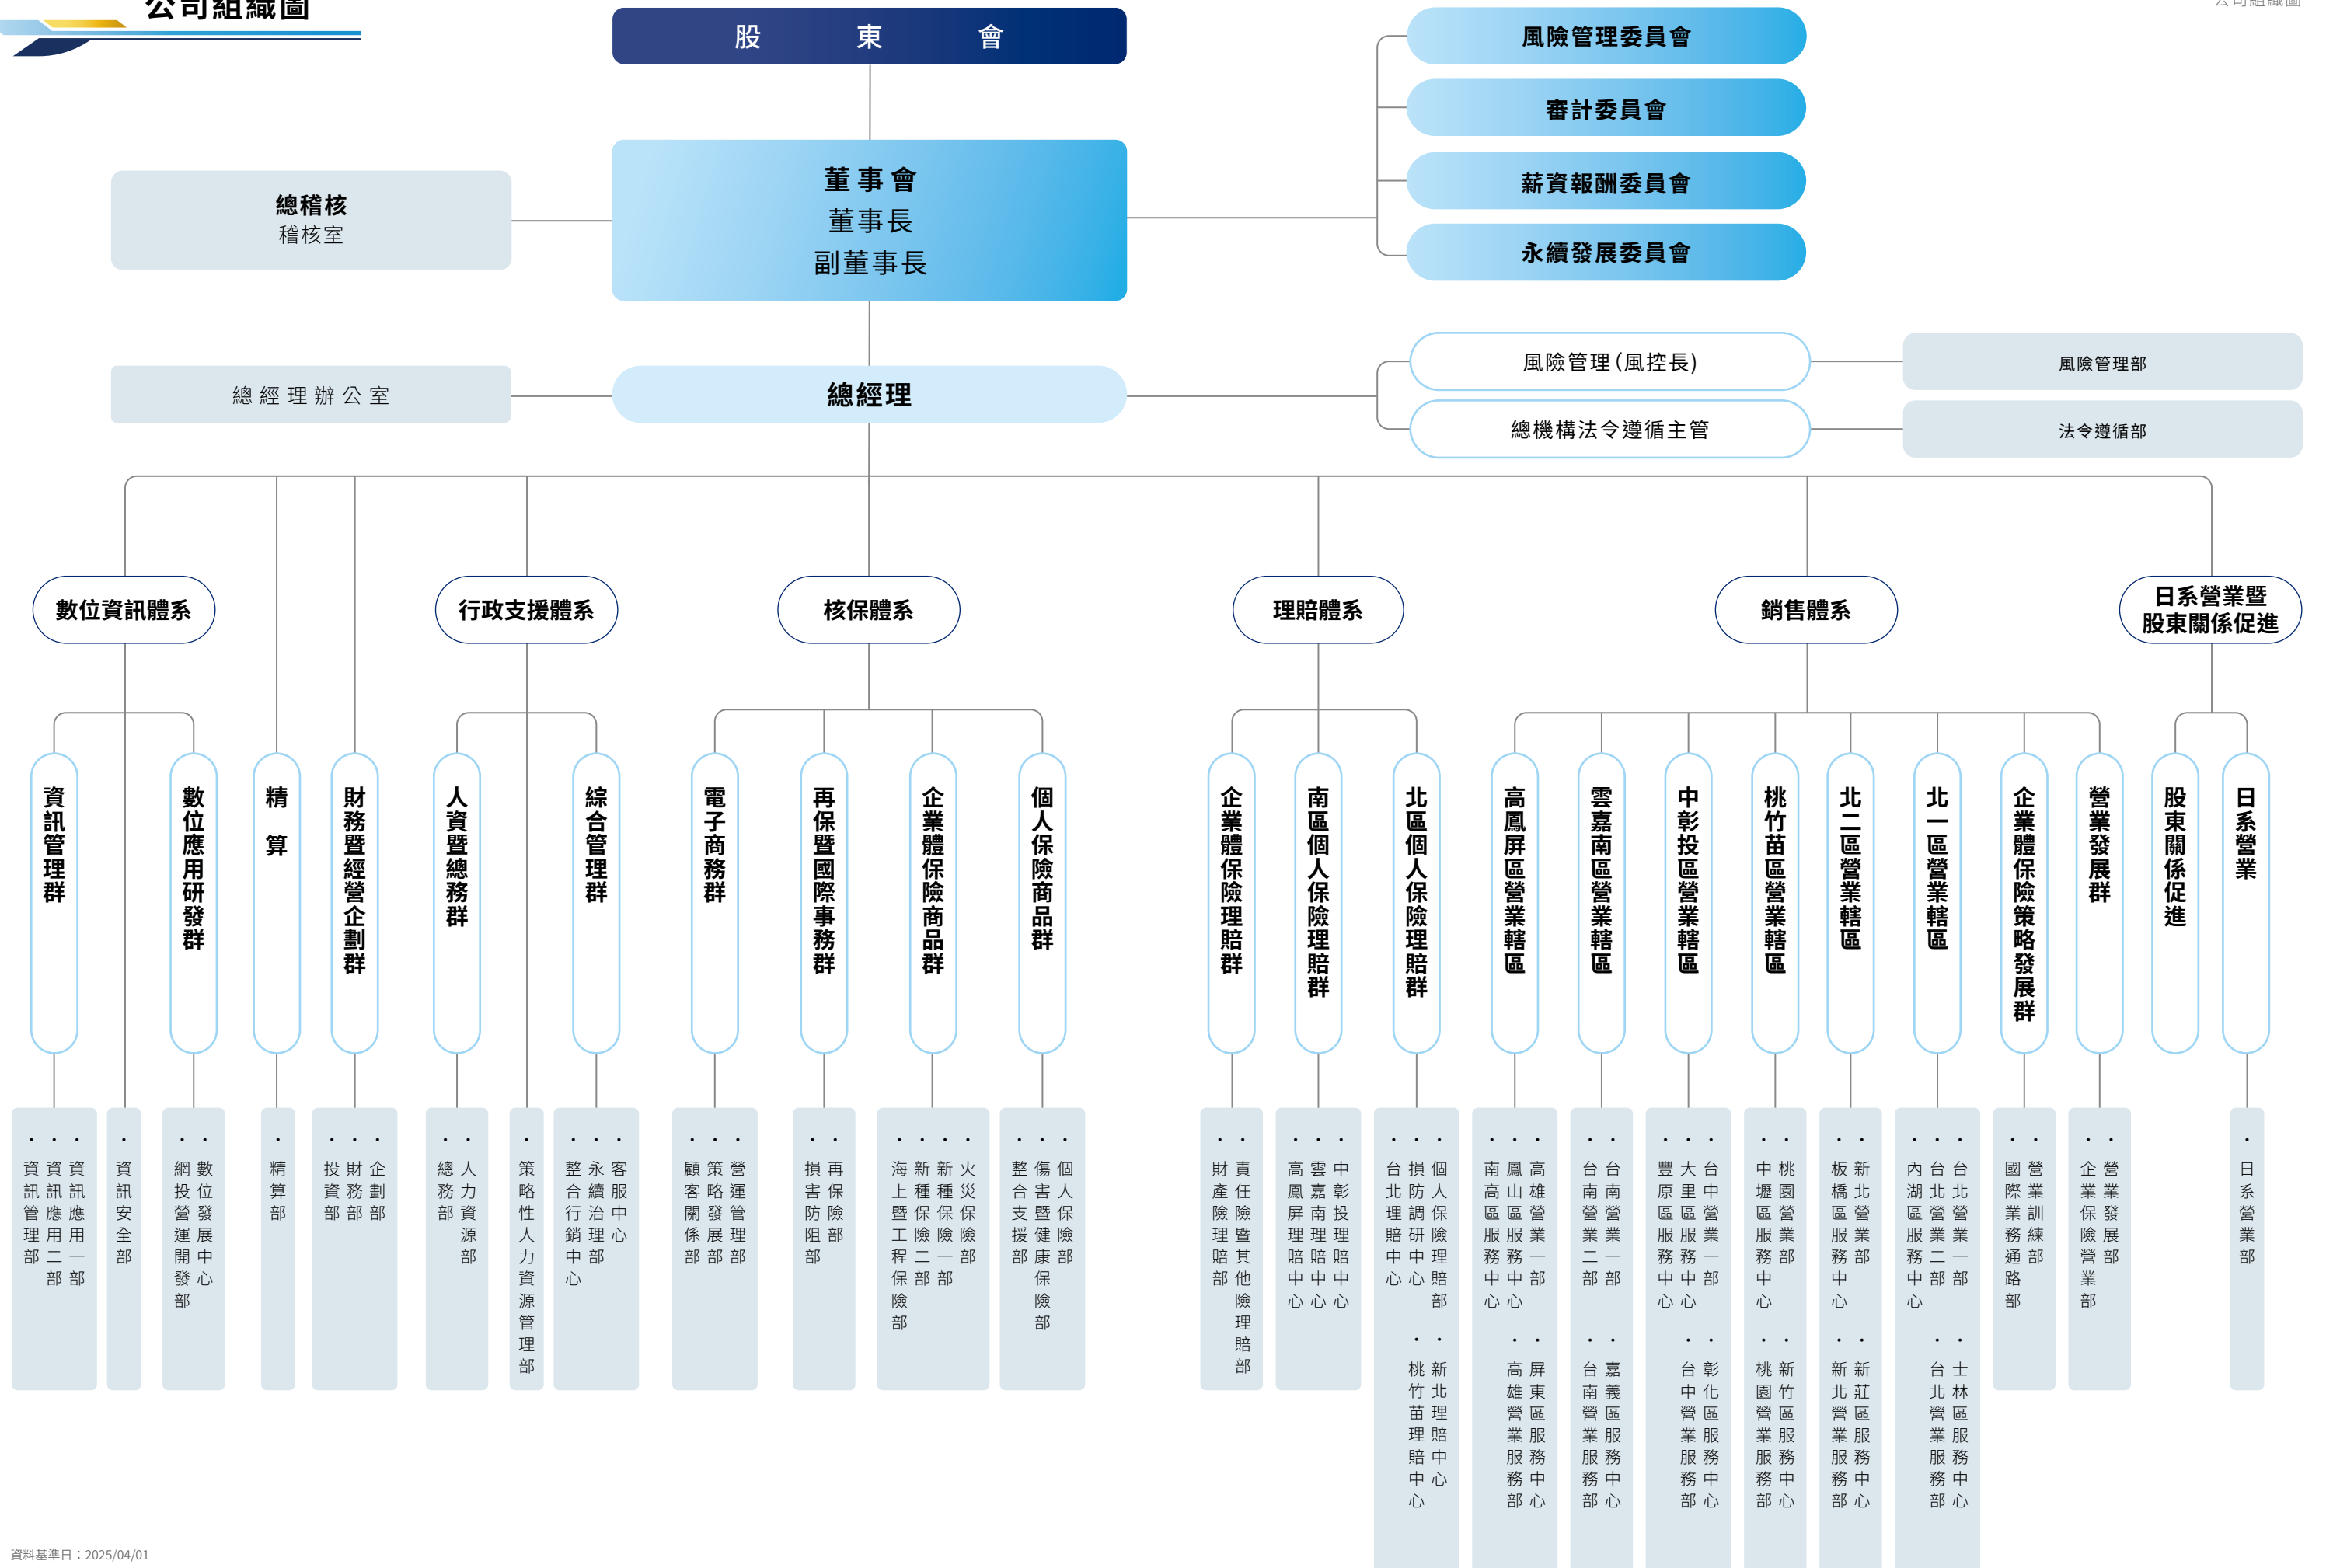 公司組織圖
公司組織圖
股東會
董事會
董事長
副董事長
總稽核
稽核室
風險管理委員會
審計委員會
薪資報酬委員會
永續發展委員會
總經理辦公室
總經理
風險管理(風控長)
風險管理部
總機構法令遵循主管
法令遵循部
數位資訊體系
行政支援體系
核保體系
理賠體系
銷售體系
日系營業暨
股東關係促進
資訊管理群
數位應用研發群
精算
財務暨經營企劃群
人資暨總務群
綜合管理群
電子商務群
再保暨國際事務群
企業體保險商品群
個人保險商品群
企業體保險理賠群
南區個人保險理賠群
北區個人保險理賠群
高鳳屏區營業轄區
雲嘉南區營業轄區
中彰投區營業轄區
桃竹苗區營業轄區
北二區營業轄區
北一區營業轄區
企業體保險策略發展群
營業發展群
股東關係促進
日系營業
・資訊應用一部
・資訊應用二部
・資訊管理部
・資訊安全部
・數位發展中心
・網投營運開發部
・精算部
・企劃部
・財務部
・投資部
・人力資源部
・總務部
・策略性人力資源管理部
・客服中心
・永續治理部
・整合行銷中心
・營運管理部
・策略發展部
・顧客關係部
・再保險部
・損害防阻部
・火災保險部
・新種保險一部
・新種保險二部
・海上暨工程保險部
・個人保險部
・傷害暨健康保險部
・整合支援部
・責任險暨其他險理賠部
・財產險理賠部
・中彰投理賠中心
・雲嘉南理賠中心
・高鳳屏理賠中心
・個人保險理賠部
・損防調研中心
・台北理賠中心
・新北理賠中心
・桃竹苗理賠中心
・高雄營業一部
・鳳山區服務中心
・南高區服務中心
・屏東區服務中心
・高雄營業服務部
・台南營業一部
・台南營業二部
・嘉義區服務中心
・台南營業服務部
・台中營業一部
・大里區服務中心
・豐原區服務中心
・彰化區服務中心
・台中營業服務部
・桃園營業部
・中壢區服務中心
・新竹區服務中心
・桃園營業服務部
・新北營業部
・板橋區服務中心
・新莊區服務中心
・新北營業服務部
・台北營業一部
・台北營業二部
・內湖區服務中心
・士林區服務中心
・台北營業服務部
・營業訓練部
・國際業務通路部
・營業發展部
・企業保險營業部
・日系營業部
資料基準日：2025/04/01